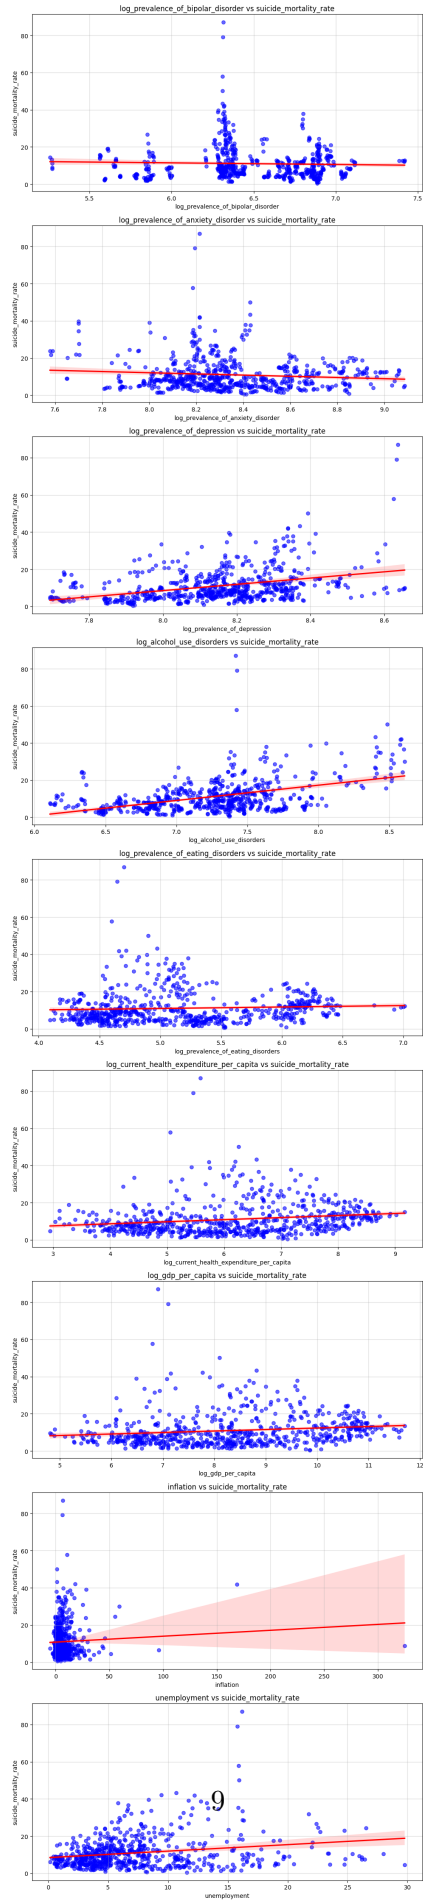 log_prevalence_of_bipolar_disorder vs suicide_mortality_rate
80
60
40
20
0
suicide_mortality_rate
5.5 6.0 6.5 7.0 7.5
log_prevalence_of_bipolar_disorder
log_prevalence_of_anxiety_disorder vs suicide_mortality_rate
80
60
40
20
0
suicide_mortality_rate
7.6 7.8 8.0 8.2 8.4 8.6 8.8 9.0
log_prevalence_of_anxiety_disorder
log_prevalence_of_depression vs suicide_mortality_rate
80
60
40
20
0
suicide_mortality_rate
7.8 8.0 8.2 8.4 8.6
log_prevalence_of_depression
log_alcohol_use_disorders vs suicide_mortality_rate
80
60
40
20
0
suicide_mortality_rate
6.0 6.5 7.0 7.5 8.0 8.5
log_alcohol_use_disorders
log_prevalence_of_eating_disorders vs suicide_mortality_rate
80
60
40
20
0
suicide_mortality_rate
4.0 4.5 5.0 5.5 6.0 6.5 7.0
log_prevalence_of_eating_disorders
log_current_health_expenditure_per_capita vs suicide_mortality_rate
80
60
40
20
0
suicide_mortality_rate
3 4 5 6 7 8 9
log_current_health_expenditure_per_capita
log_gdp_per_capita vs suicide_mortality_rate
80
60
40
20
0
suicide_mortality_rate
5 6 7 8 9 10 11 12
log_gdp_per_capita
inflation vs suicide_mortality_rate
80
60
40
20
0
suicide_mortality_rate
0 50 100 150 200 250 300
inflation
unemployment vs suicide_mortality_rate
80
60
40
20
0
suicide_mortality_rate
9
0 5 10 15 20 25 30
unemployment